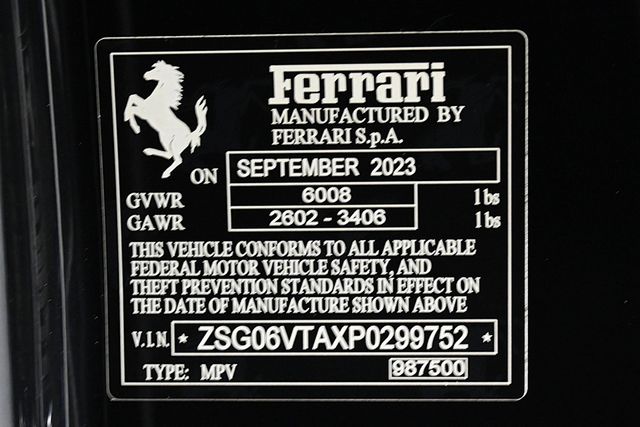 Ferrari
MANUFACTURED BY
FERRARI S.p.A.
ON SEPTEMBER 2023
GVWR 6008 lbs
GAWR 2602 - 3406 lbs
THIS VEHICLE CONFORMS TO ALL APPLICABLE
FEDERAL MOTOR VEHICLE SAFETY, AND
THEFT PREVENTION STANDARDS IN EFFECT ON
THE DATE OF MANUFACTURE SHOWN ABOVE
V.I.N. * ZSG06VTAXP0299752 *
TYPE: MPV 987500